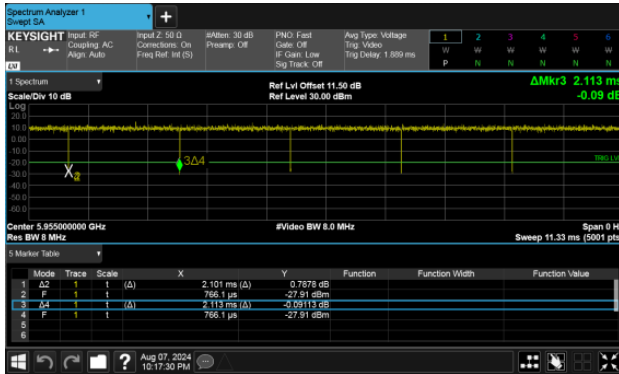 Spectrum Analyzer 1
Swept SA
+
KEYSIGHT Input: RF Input Z: 50 Ω #Atten: 30 dB PNO: Fast Avg Type: Voltage 1 2 3 4 5 6
RL Coupling: AC Corrections: On Preamp: Off Gate: Off Trig: Video W W W W W W
Align: Auto Freq Ref: Int (S) IF Gain: Low Trig Delay: 1.889 ms P N N N N N
LXI Sig Track: Off
1 Spectrum Ref Lvl Offset 11.50 dB ΔMkr3 2.113 ms
Scale/Div 10 dB Ref Level 30.00 dBm -0.09 dB
Log
20.0
10.0
0.00
-10.0
-20.0 3Δ4 TRIG LVL
-30.0 X2
-40.0
-50.0
-60.0
Center 5.955000000 GHz #Video BW 8.0 MHz Span 0 H
Res BW 8 MHz Sweep 11.33 ms (5001 pts
5 Marker Table
Mode Trace Scale X Y Function Function Width Function Value
1 Δ2 1 t (Δ) 2.101 ms (Δ) 0.7878 dB
2 F 1 t 766.1 µs -27.91 dBm
3 Δ4 1 t (Δ) 2.113 ms (Δ) -0.09113 dB
4 F 1 t 766.1 µs -27.91 dBm
5
6
? Aug 07, 2024
10:17:30 PM